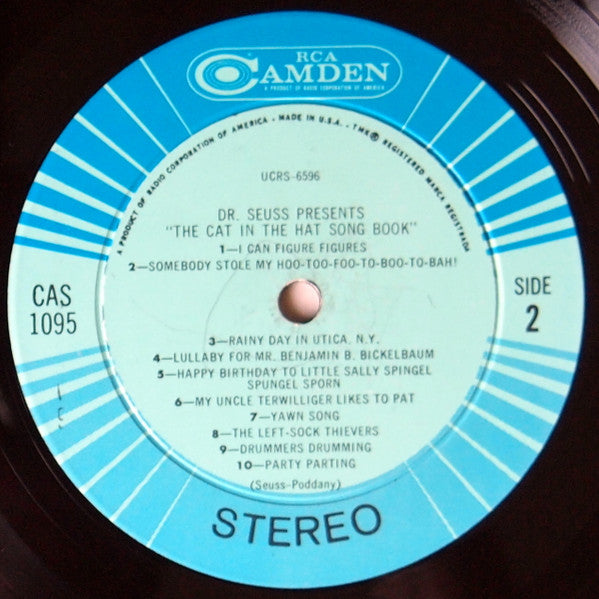 RCA
CAMDEN
A PRODUCT OF RADIO CORPORATION OF AMERICA
A PRODUCT OF RADIO CORPORATION OF AMERICA - MADE IN U.S.A. - TMK ® REGISTERED MARCA REGISTRADA
UCRS-6596
DR. SEUSS PRESENTS
"THE CAT IN THE HAT SONG BOOK"
1—I CAN FIGURE FIGURES
2—SOMEBODY STOLE MY HOO-TOO-FOO-TO-BOO-TO-BAH!
CAS
1095
SIDE
2
3—RAINY DAY IN UTICA, N.Y.
4—LULLABY FOR MR. BENJAMIN B. BICKELBAUM
5—HAPPY BIRTHDAY TO LITTLE SALLY SPINGEL
SPUNGEL SPORN
6—MY UNCLE TERWILLIGER LIKES TO PAT
7—YAWN SONG
8—THE LEFT-SOCK THIEVERS
9—DRUMMERS DRUMMING
10—PARTY PARTING
(Seuss-Poddany)
STEREO